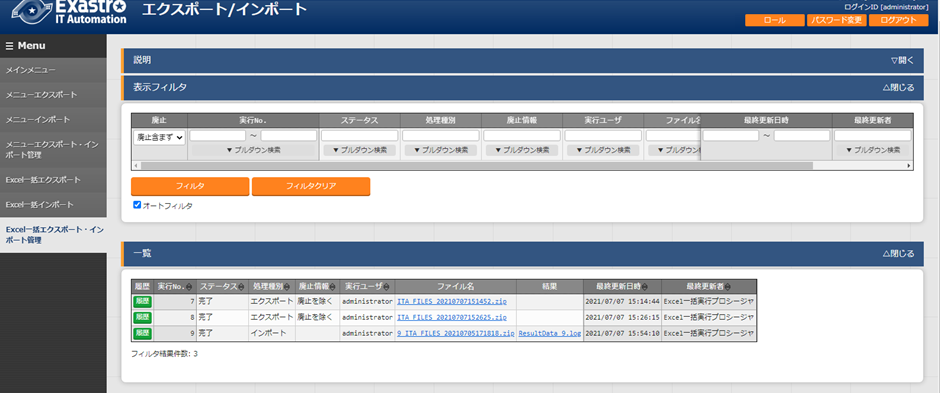 Exastro
IT Automation
エクスポート/インポート
ログインID [administrator]
ロール
パスワード変更
ログアウト
Menu
メインメニュー
メニューエクスポート
メニューインポート
メニューエクスポート・イン
ポート管理
Excel一括エクスポート
Excel一括インポート
Excel一括エクスポート・イン
ポート管理
説明
▽開く
表示フィルタ
△閉じる
廃止 実行No. ステータス 処理種別 廃止情報 実行ユーザ ファイル名 最終更新日時 最終更新者
廃止含まず ～ ～
▼ プルダウン検索 ▼ プルダウン検索 ▼ プルダウン検索 ▼ プルダウン検索 ▼ プルダウン検索 ▼ プルダウン ▼ プルダウン検索
フィルタ
フィルタクリア
オートフィルタ
一覧
△閉じる
履歴 実行No. ステータス 処理種別 廃止情報 実行ユーザ ファイル名 結果 最終更新日時 最終更新者
履歴 7 完了 エクスポート 廃止を除く administrator ITA_FILES_20210707151452.zip 2021/07/07 15:14:44 Excel一括実行プロシージャ
履歴 8 完了 エクスポート 廃止を除く administrator ITA_FILES_20210707152625.zip 2021/07/07 15:26:15 Excel一括実行プロシージャ
履歴 9 完了 インポート administrator 9_ITA_FILES_20210705171818.zip ResultData_9.log 2021/07/07 15:54:10 Excel一括実行プロシージャ
フィルタ結果件数: 3